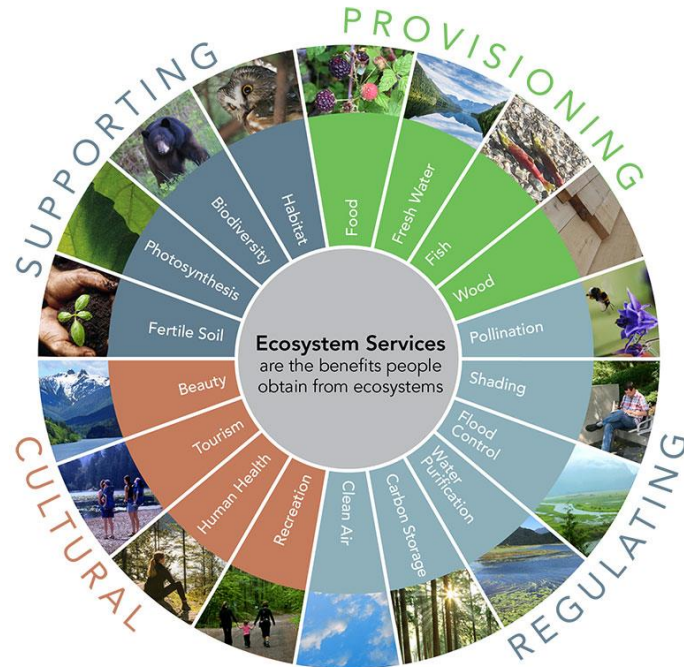 SUPPORTING
PROVISIONING
Habitat
Biodiversity
Photosynthesis
Fertile Soil
Food
Fresh Water
Fish
Wood
Ecosystem Services
are the benefits people
obtain from ecosystems
Pollination
Shading
Flood
Control
Water
Purification
Carbon Storage
Clean Air
Beauty
Tourism
Human Health
Recreation
CULTURAL
REGULATING